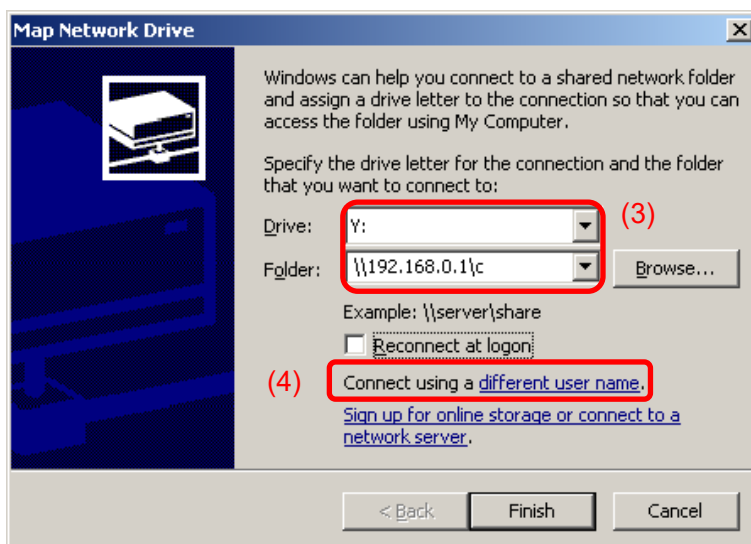 Map Network Drive
Windows can help you connect to a shared network folder
and assign a drive letter to the connection so that you can
access the folder using My Computer.
Specify the drive letter for the connection and the folder
that you want to connect to:
Drive: Y: (3)
Folder: \\192.168.0.1\c Browse...
Example: \\server\share
Reconnect at logon
(4) Connect using a different user name.
Sign up for online storage or connect to a
network server.
< Back Finish Cancel